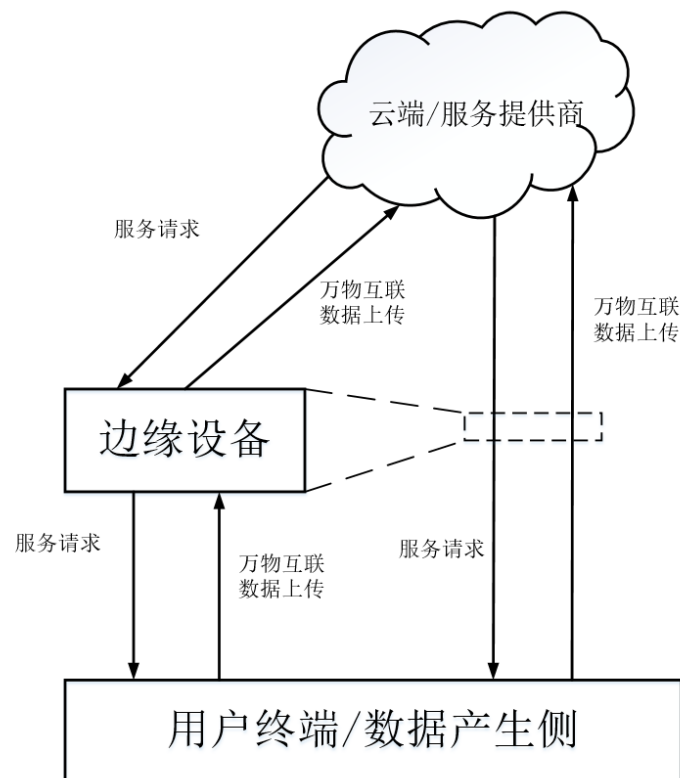 云端/服务提供商
服务请求
万物互联
数据上传
万物互联
数据上传
边缘设备
服务请求
万物互联
数据上传
服务请求
用户终端/数据产生侧